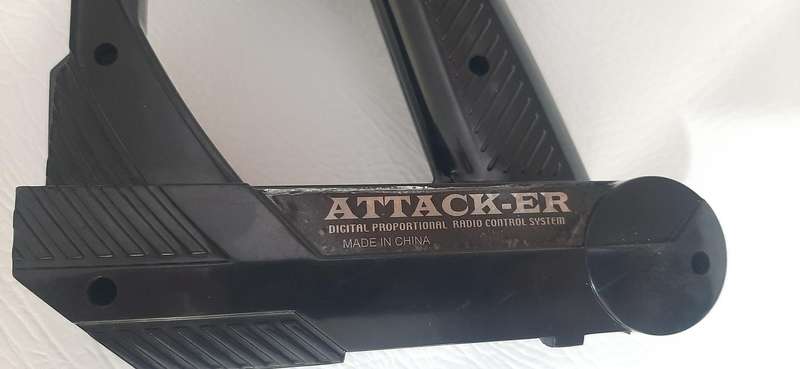 ATTACK-ER
DIGITAL PROPORTIONAL RADIO CONTROL SYSTEM
MADE IN CHINA